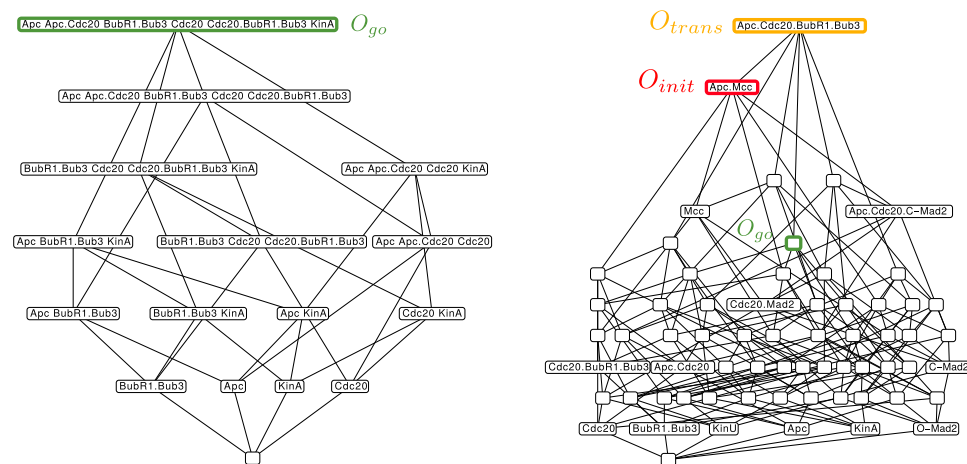 Apc Apc.Cdc20 BubR1.Bub3 Cdc20 Cdc20.BubR1.Bub3 KinA
O_go
Apc Apc.Cdc20 BubR1.Bub3 Cdc20 Cdc20.BubR1.Bub3
BubR1.Bub3 Cdc20 Cdc20.BubR1.Bub3 KinA
Apc Apc.Cdc20 Cdc20 KinA
Apc BubR1.Bub3 KinA
BubR1.Bub3 Cdc20 Cdc20.BubR1.Bub3
Apc Apc.Cdc20 Cdc20
Apc BubR1.Bub3
BubR1.Bub3 KinA
Apc KinA
Cdc20 KinA
BubR1.Bub3
Apc
KinA
Cdc20
O_trans
Apc.Cdc20.BubR1.Bub3
O_init
Apc.Mcc
Mcc
Apc.Cdc20.C-Mad2
O_go
Cdc20.Mad2
Cdc20.BubR1.Bub3
Apc.Cdc20
C-Mad2
Cdc20
BubR1.Bub3
KinU
Apc
KinA
O-Mad2